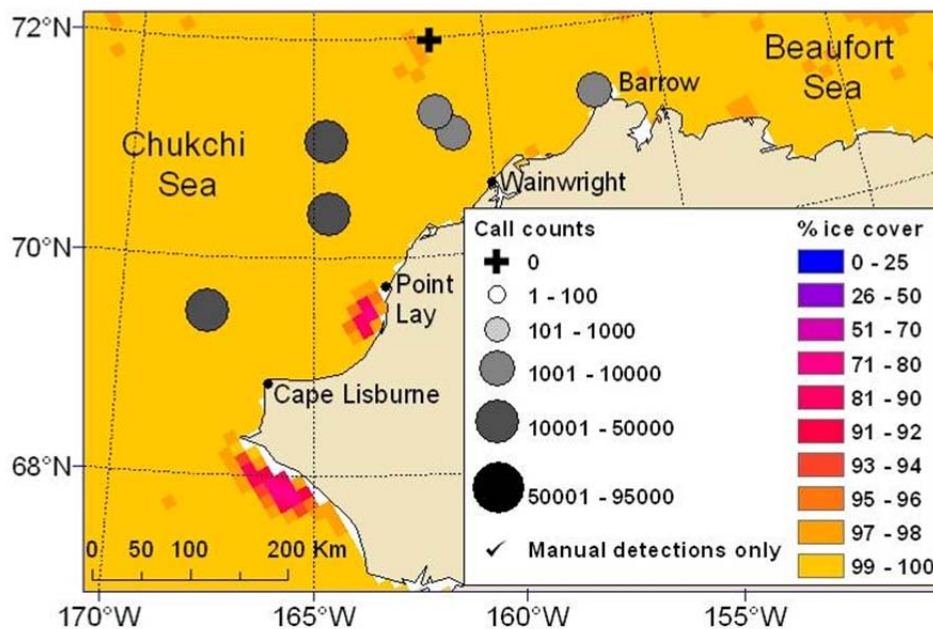 72°N
70°N
68°N
170°W
165°W
160°W
155°W
Beaufort
Sea
Barrow
Chukchi
Sea
Wainwright
Point
Lay
Cape Lisburne
0 50 100 200 Km
Call counts
0
1 - 100
101 - 1000
1001 - 10000
10001 - 50000
50001 - 95000
Manual detections only
% ice cover
0 - 25
26 - 50
51 - 70
71 - 80
81 - 90
91 - 92
93 - 94
95 - 96
97 - 98
99 - 100